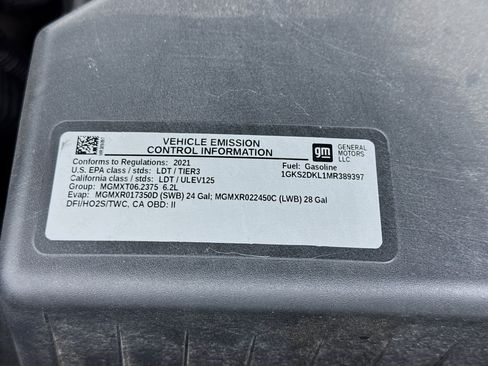 VEHICLE EMISSION
CONTROL INFORMATION
gm
GENERAL
MOTORS
LLC
Conforms to Regulations: 2021
Fuel: Gasoline
U.S. EPA class / stds: LDT / TIER3
1GKS2DKL1MR389397
California class / stds: LDT / ULEV125
Group: MGMXT06.2375 6.2L
Evap: MGMXR017350D (SWB) 24 Gal; MGMXR022450C (LWB) 28 Gal
DFI/HO2S/TWC, CA OBD: II